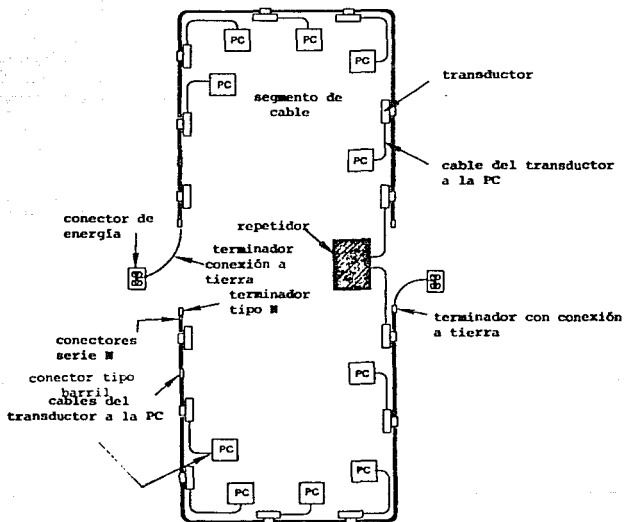 PC
PC
PC
PC
segmento de
cable
transductor
PC
cable del transductor
a la PC
conector de
energía
repetidor
terminador
conexión a
tierra
terminador
tipo N
conectores
serie N
terminador con conexión
a tierra
conector tipo
barril
cables del
transductor a la PC
PC
PC
PC
PC
PC